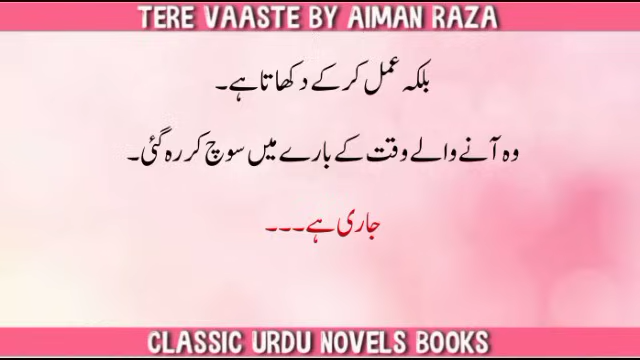 TERE VAASTE BY AIMAN RAZA
بلکہ عمل کر کے دکھاتا ہے۔
وہ آنے والے وقت کے بارے میں سوچ کر رہ گئی۔
جاری ہے۔۔۔
CLASSIC URDU NOVELS BOOKS